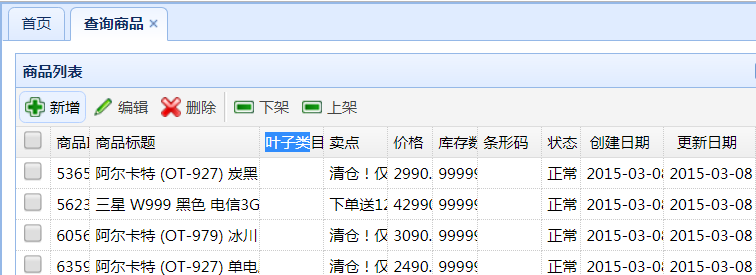 首页 查询商品
商品列表
新增 编辑 删除 下架 上架
商品 商品标题 叶子类目 卖点 价格 库存数 条形码 状态 创建日期 更新日期
5365 阿尔卡特 (OT-927) 炭黑 清仓！仅 2990. 99999 正常 2015-03-08 2015-03-08
5623 三星 W999 黑色 电信3G 下单送12 42990 99999 正常 2015-03-08 2015-03-08
6056 阿尔卡特 (OT-979) 冰川 清仓！仅 3090. 99999 正常 2015-03-08 2015-03-08
6359 阿尔卡特 (OT-927) 单电 清仓！仅 2490. 99999 正常 2015-03-08 2015-03-08